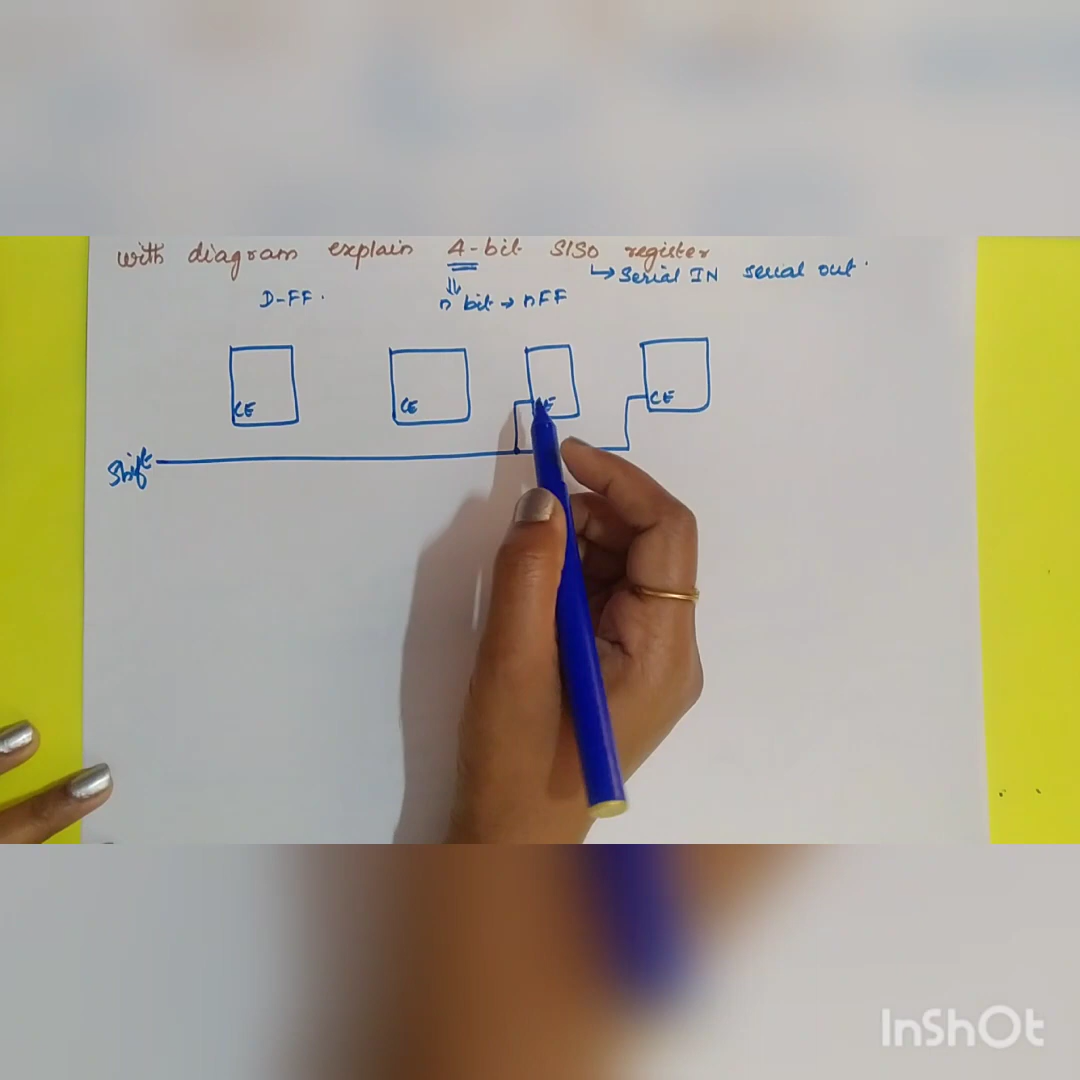 with diagram explain 4-bit SISO register
↳ Serial IN serial out.
D-FF.
n bit → nFF
CE
CE
CE
CE
Shift
InShOt